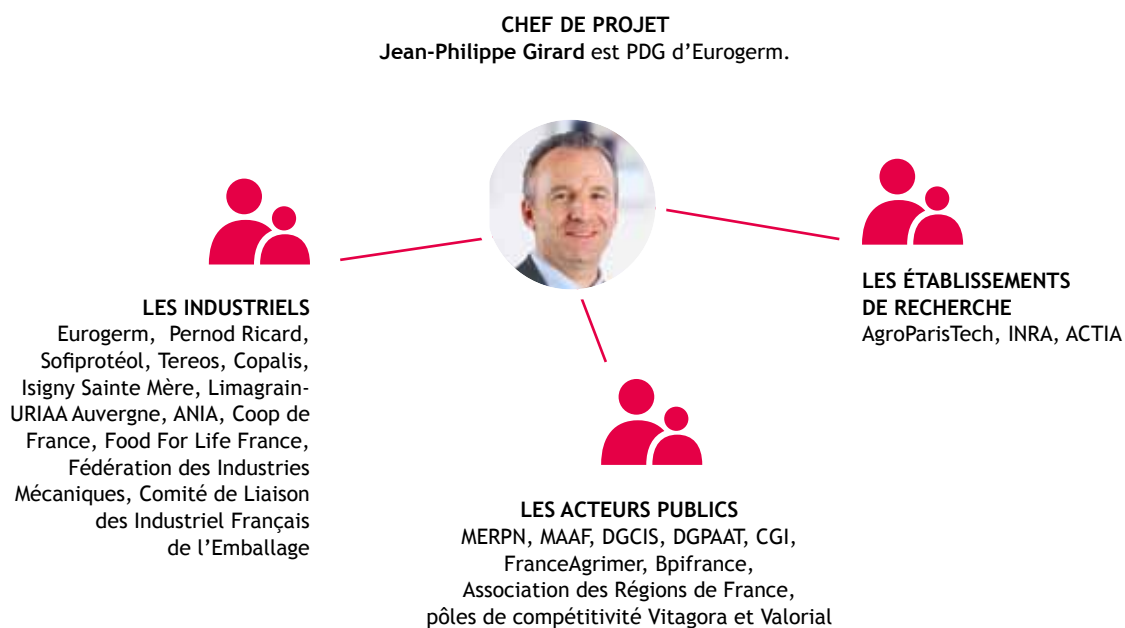 CHEF DE PROJET
Jean-Philippe Girard est PDG d’Eurogerm.
LES INDUSTRIELS
Eurogerm, Pernod Ricard,
Sofiprotéol, Tereos, Copalis,
Isigny Sainte Mère, Limagrain-
URIAA Auvergne, ANIA, Coop de
France, Food For Life France,
Fédération des Industries
Mécaniques, Comité de Liaison
des Industriel Français
de l’Emballage
LES ACTEURS PUBLICS
MERPN, MAAF, DGCIS, DGPAAT, CGI,
FranceAgrimer, Bpifrance,
Association des Régions de France,
pôles de compétitivité Vitagora et Valorial
LES ÉTABLISSEMENTS
DE RECHERCHE
AgroParisTech, INRA, ACTIA